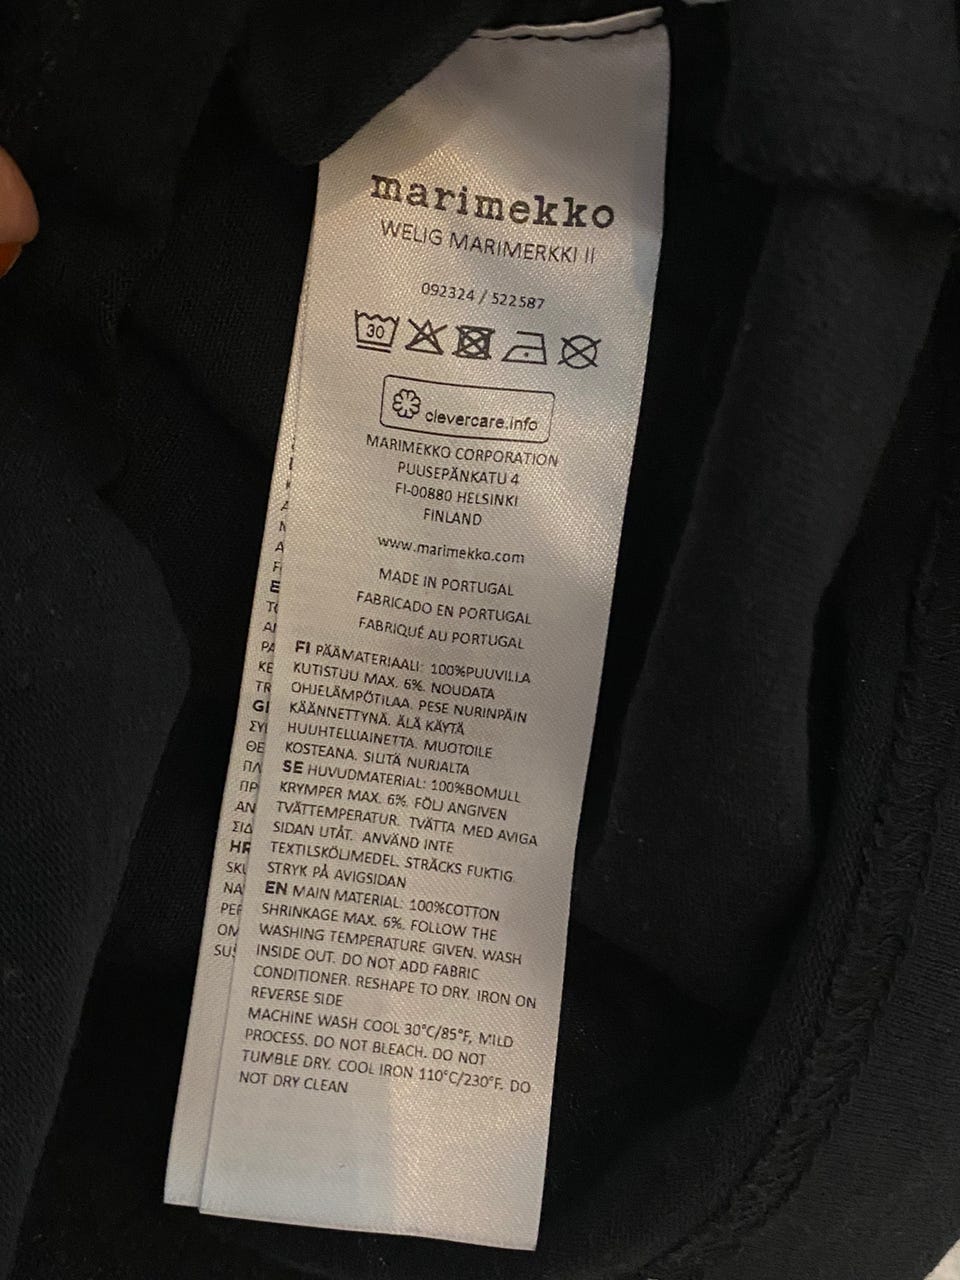 marimekko
WELIG MARIMERKKI II
092324 / 522587
30
clevercare.info
MARIMEKKO CORPORATION
PUUSEPÄNKATU 4
FI-00880 HELSINKI
FINLAND
www.marimekko.com
MADE IN PORTUGAL
FABRICADO EN PORTUGAL
FABRIQUÉ AU PORTUGAL
FI PÄÄMATERIAALI: 100%PUUVILLA
KUTISTUU MAX. 6%. NOUDATA
OHJELÄMPÖTILAA. PESE NURINPÄIN
KÄÄNNETTYNÄ. ÄLÄ KÄYTÄ
HUUHTELUAINETTA. MUOTOILE
KOSTEANA. SILITÄ NURJALTA
SE HUVUDMATERIAL: 100%BOMULL
KRYMPER MAX. 6%. FÖLJ ANGIVEN
TVÄTTEMPERATUR. TVÄTTA MED AVIGA
SIDAN UTÅT. ANVÄND INTE
TEXTILSKÖLJMEDEL. STRÄCKS FUKTIG.
STRYK PÅ AVIGSIDAN
EN MAIN MATERIAL: 100%COTTON
SHRINKAGE MAX. 6%. FOLLOW THE
WASHING TEMPERATURE GIVEN. WASH
INSIDE OUT. DO NOT ADD FABRIC
CONDITIONER. RESHAPE TO DRY. IRON ON
REVERSE SIDE
MACHINE WASH COOL 30°C/85°F, MILD
PROCESS. DO NOT BLEACH. DO NOT
TUMBLE DRY. COOL IRON 110°C/230°F. DO
NOT DRY CLEAN